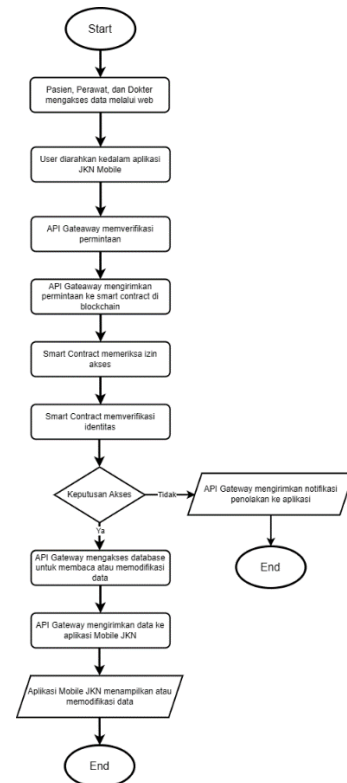 Start
Pasien, Perawat, dan Dokter
mengakses data melalui web
User diarahkan kedalam aplikasi
JKN Mobile
API Gateaway memverifikasi
permintaan
API Gateaway mengirimkan
permintaan ke smart contract di
blockchain
Smart Contract memeriksa izin
akses
Smart Contract memverifikasi
identitas
Keputusan Akses
Tidak
API Gateway mengirimkan notifikasi
penolakan ke aplikasi
End
Ya
API Gateway mengakses database
untuk membaca atau memodifikasi
data
API Gateway mengirimkan data ke
aplikasi Mobile JKN
Aplikasi Mobile JKN menampilkan atau
memodifikasi data
End